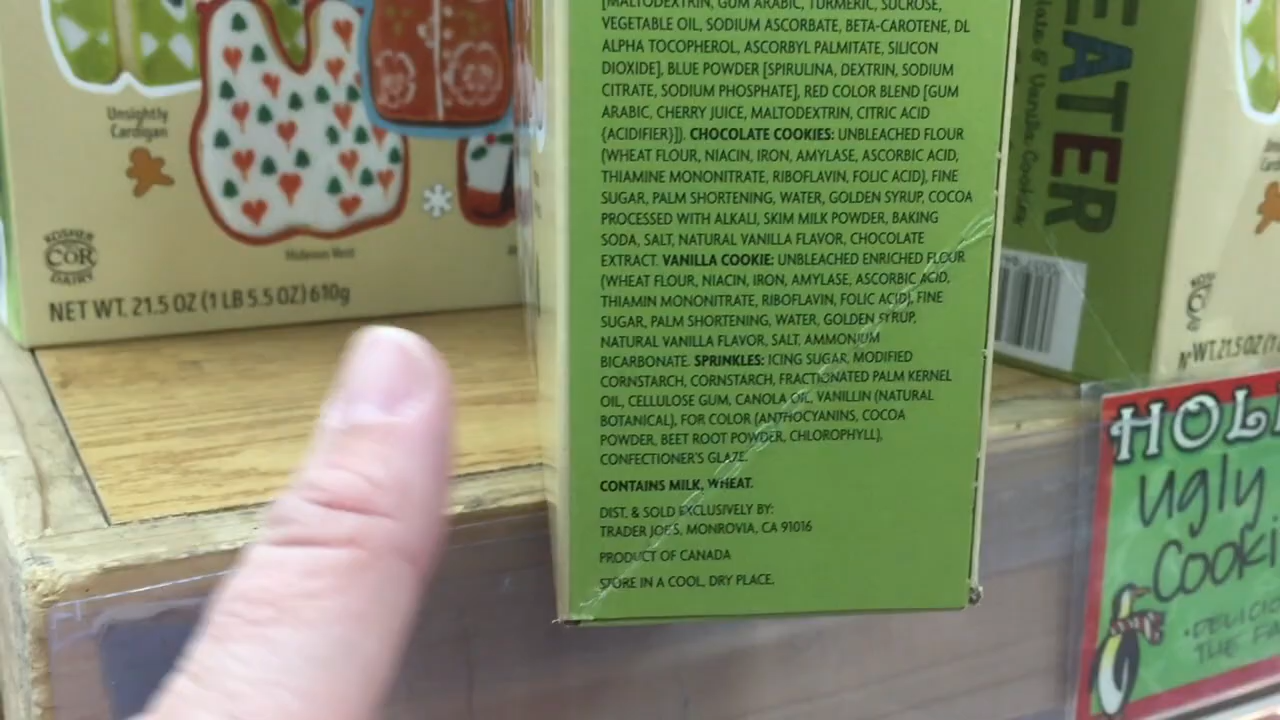 Unsightly
Cardigan
Hideous Vest
KOSHER
COR
DAIRY
NET WT. 21.5 OZ (1 LB 5.5 OZ) 610g
[MALTODEXTRIN, GUM ARABIC, TURMERIC, SUCROSE,
VEGETABLE OIL, SODIUM ASCORBATE, BETA-CAROTENE, DL
ALPHA TOCOPHEROL, ASCORBYL PALMITATE, SILICON
DIOXIDE], BLUE POWDER [SPIRULINA, DEXTRIN, SODIUM
CITRATE, SODIUM PHOSPHATE], RED COLOR BLEND [GUM
ARABIC, CHERRY JUICE, MALTODEXTRIN, CITRIC ACID
{ACIDIFIER}]). CHOCOLATE COOKIES: UNBLEACHED FLOUR
(WHEAT FLOUR, NIACIN, IRON, AMYLASE, ASCORBIC ACID,
THIAMINE MONONITRATE, RIBOFLAVIN, FOLIC ACID), FINE
SUGAR, PALM SHORTENING, WATER, GOLDEN SYRUP, COCOA
PROCESSED WITH ALKALI, SKIM MILK POWDER, BAKING
SODA, SALT, NATURAL VANILLA FLAVOR, CHOCOLATE
EXTRACT. VANILLA COOKIE: UNBLEACHED ENRICHED FLOUR
(WHEAT FLOUR, NIACIN, IRON, AMYLASE, ASCORBIC ACID,
THIAMIN MONONITRATE, RIBOFLAVIN, FOLIC ACID), FINE
SUGAR, PALM SHORTENING, WATER, GOLDEN SYRUP,
NATURAL VANILLA FLAVOR, SALT, AMMONIUM
BICARBONATE. SPRINKLES: ICING SUGAR, MODIFIED
CORNSTARCH, CORNSTARCH, FRACTIONATED PALM KERNEL
OIL, CELLULOSE GUM, CANOLA OIL, VANILLIN (NATURAL
BOTANICAL), FOR COLOR (ANTHOCYANINS, COCOA
POWDER, BEET ROOT POWDER, CHLOROPHYLL),
CONFECTIONER'S GLAZE.
CONTAINS MILK, WHEAT.
DIST. & SOLD EXCLUSIVELY BY:
TRADER JOE'S, MONROVIA, CA 91016
PRODUCT OF CANADA
STORE IN A COOL, DRY PLACE.
EATER
late & Vanilla Cookies
WT. 21.5 OZ (1
HOL
ugly
Cooki
DELICIO
THE FA